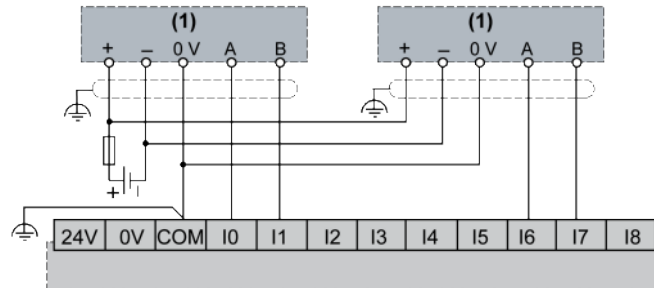 (1) (1)
+ – 0 V A B + – 0 V A B
+ –
24V 0V COM I0 I1 I2 I3 I4 I5 I6 I7 I8